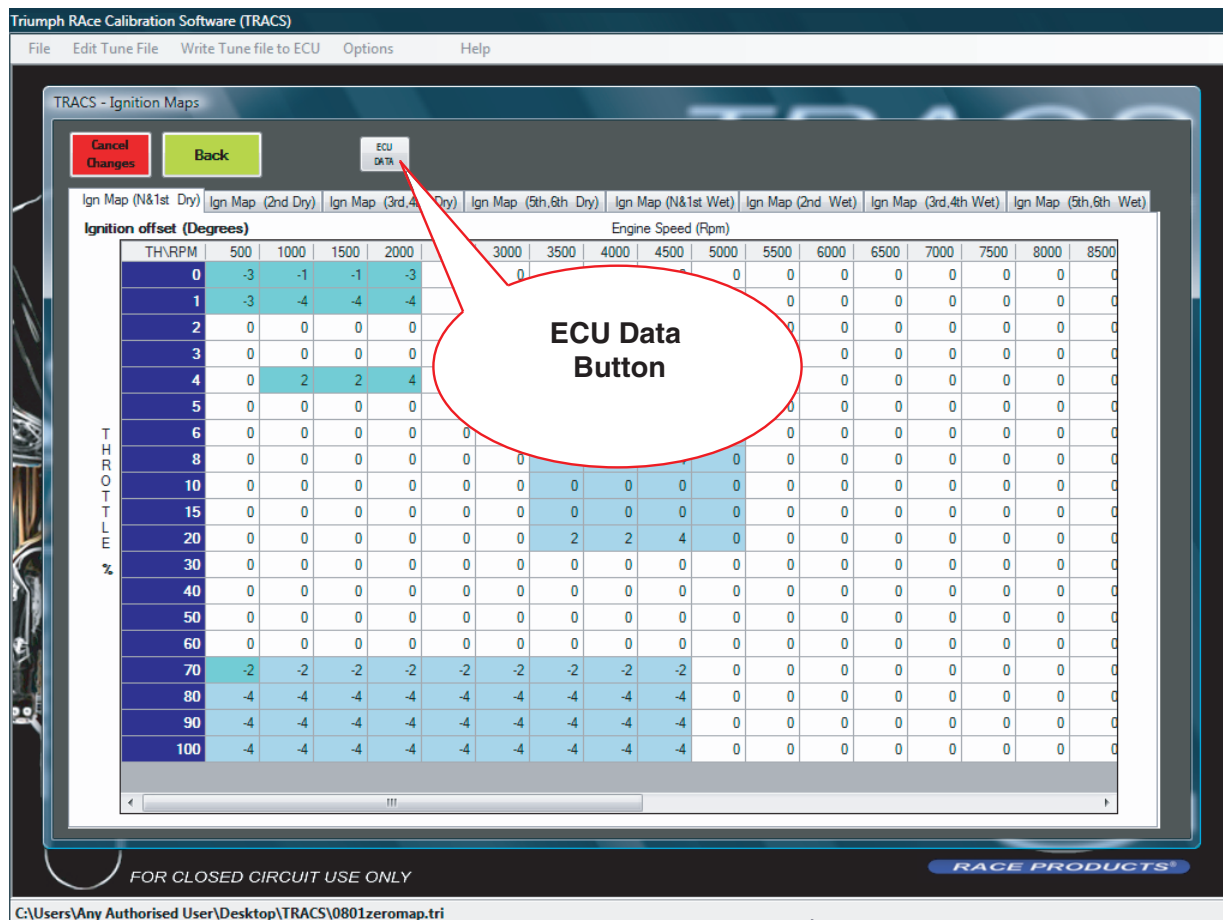 Triumph RAce Calibration Software (TRACS)
File Edit Tune File Write Tune file to ECU Options Help
TRACS - Ignition Maps
Cancel Changes Back ECU DATA
Ign Map (N&1st Dry) Ign Map (2nd Dry) Ign Map (3rd,4th Dry) Ign Map (5th,6th Dry) Ign Map (N&1st Wet) Ign Map (2nd Wet) Ign Map (3rd,4th Wet) Ign Map (5th,6th Wet)
Ignition offset (Degrees) Engine Speed (Rpm)
TH\RPM 500 1000 1500 2000 3000 3500 4000 4500 5000 5500 6000 6500 7000 7500 8000 8500
0 -3 -1 -1 -3 0 0 0 0 0 0 0 0 0
1 -3 -4 -4 -4 0 0 0 0 0 0 0
2 0 0 0 0 0 0 0 0 0 0 0
3 0 0 0 0 0 0 0 0 0 0
4 0 2 2 4 0 0 0 0 0 0
5 0 0 0 0 0 0 0 0 0 0 0
6 0 0 0 0 0 0 0 0 0 0 0 0
8 0 0 0 0 0 0 0 0 0 0 0 0 0 0
10 0 0 0 0 0 0 0 0 0 0 0 0 0 0 0 0 0
15 0 0 0 0 0 0 0 0 0 0 0 0 0 0 0 0 0
20 0 0 0 0 0 0 2 2 4 0 0 0 0 0 0 0 0
30 0 0 0 0 0 0 0 0 0 0 0 0 0 0 0 0 0
40 0 0 0 0 0 0 0 0 0 0 0 0 0 0 0 0 0
50 0 0 0 0 0 0 0 0 0 0 0 0 0 0 0 0 0
60 0 0 0 0 0 0 0 0 0 0 0 0 0 0 0 0 0
70 -2 -2 -2 -2 -2 -2 -2 -2 -2 0 0 0 0 0 0 0 0
80 -4 -4 -4 -4 -4 -4 -4 -4 -4 0 0 0 0 0 0 0 0
90 -4 -4 -4 -4 -4 -4 -4 -4 -4 0 0 0 0 0 0 0 0
100 -4 -4 -4 -4 -4 -4 -4 -4 -4 0 0 0 0 0 0 0 0
THROTTLE %
ECU Data
Button
FOR CLOSED CIRCUIT USE ONLY
RACE PRODUCTS®
C:\Users\Any Authorised User\Desktop\TRACS\0801zeromap.tri